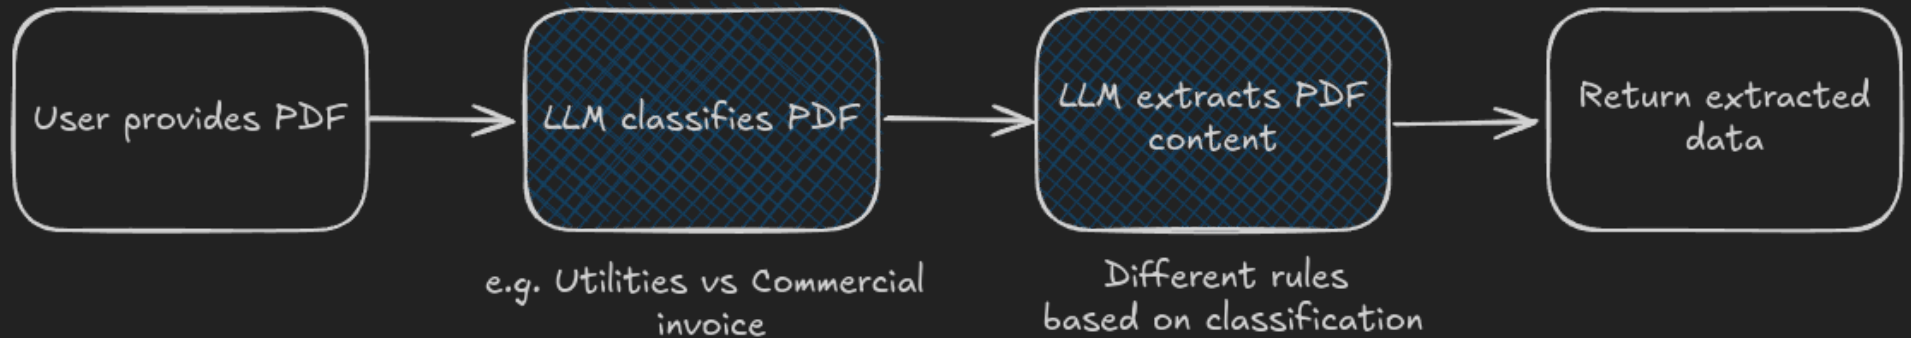 User provides PDF
LLM classifies PDF
LLM extracts PDF
content
Return extracted
data
e.g. Utilities vs Commercial
invoice
Different rules
based on classification